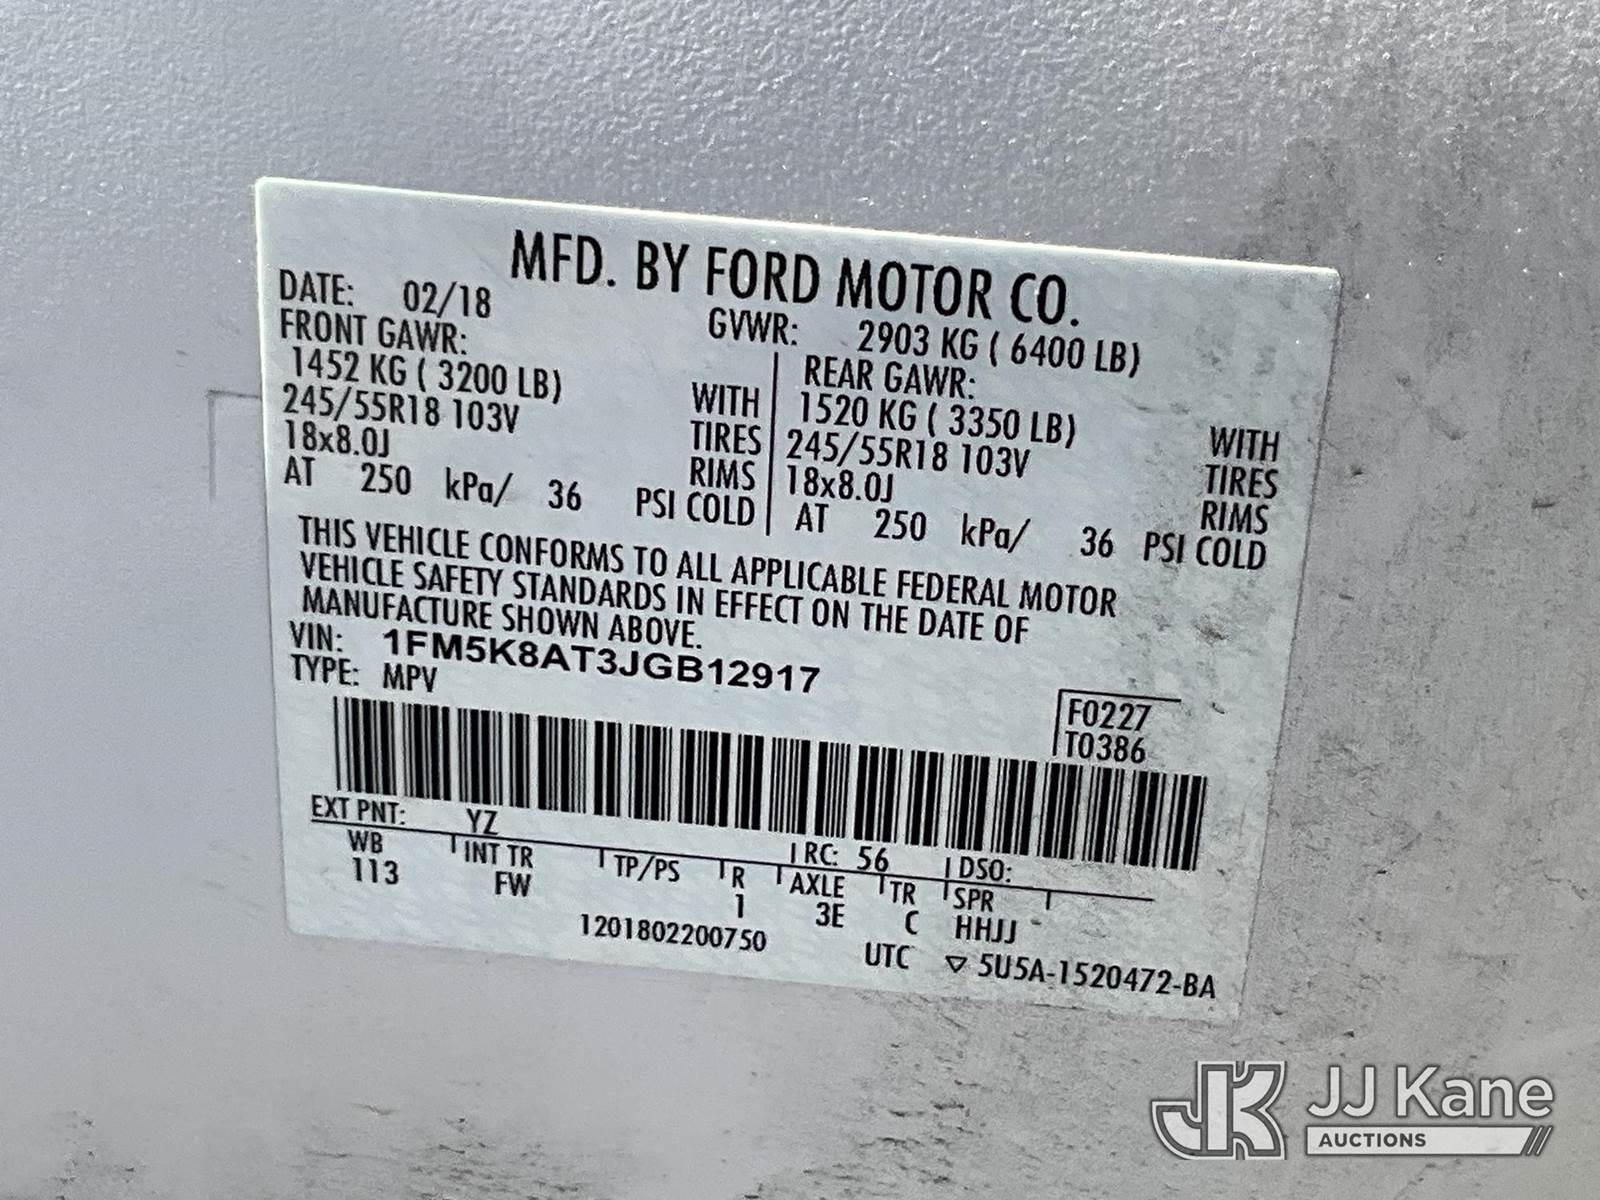 MFD. BY FORD MOTOR CO.
DATE: 02/18
GVWR: 2903 KG ( 6400 LB)
FRONT GAWR:
1452 KG ( 3200 LB) WITH
245/55R18 103V TIRES
18x8.0J RIMS
AT 250 kPa/ 36 PSI COLD
REAR GAWR:
1520 KG ( 3350 LB) WITH
245/55R18 103V TIRES
18x8.0J RIMS
AT 250 kPa/ 36 PSI COLD
THIS VEHICLE CONFORMS TO ALL APPLICABLE FEDERAL MOTOR
VEHICLE SAFETY STANDARDS IN EFFECT ON THE DATE OF
MANUFACTURE SHOWN ABOVE.
VIN: 1FM5K8AT3JGB12917
TYPE: MPV
F0227
T0386
EXT PNT: YZ RC: 56 DSO:
WB INT TR TP/PS R AXLE TR SPR
113 FW 1 3E C HHJJ
1201802200750
UTC ▽ 5U5A-1520472-BA
JK JJ Kane
AUCTIONS